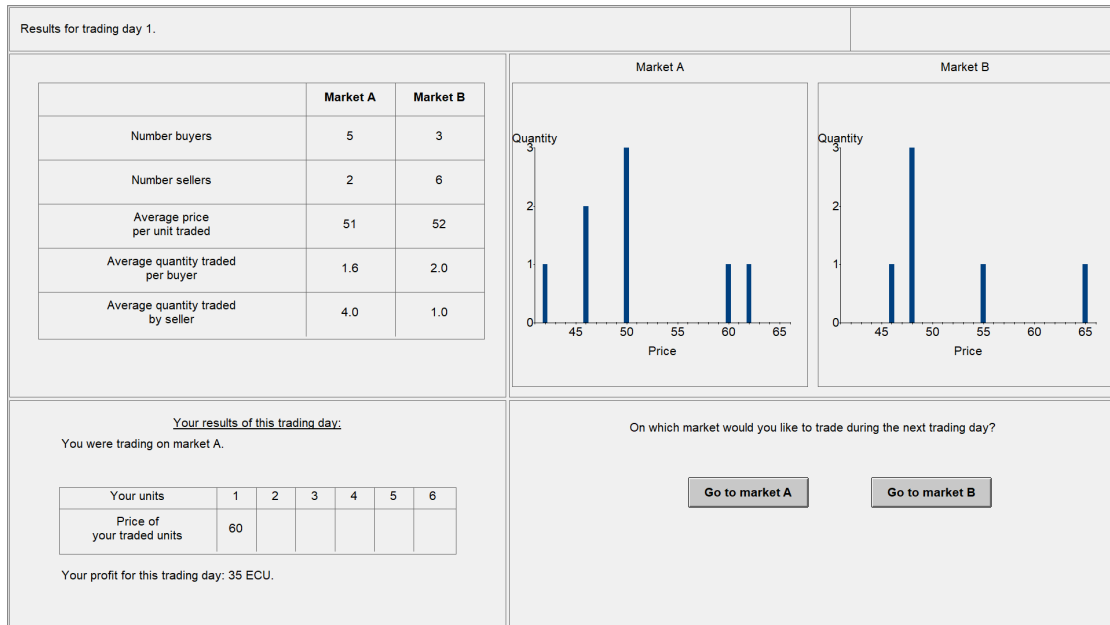 Results for trading day 1.
Market A Market B
Number buyers 5 3
Number sellers 2 6
Average price
per unit traded 51 52
Average quantity traded
per buyer 1.6 2.0
Average quantity traded
by seller 4.0 1.0
Market A
Quantity
3
2
1
0
45 50 55 60 65
Price
Market B
Quantity
3
2
1
0
45 50 55 60 65
Price
Your results of this trading day:
You were trading on market A.
Your units 1 2 3 4 5 6
Price of
your traded units 60
Your profit for this trading day: 35 ECU.
On which market would you like to trade during the next trading day?
Go to market A
Go to market B